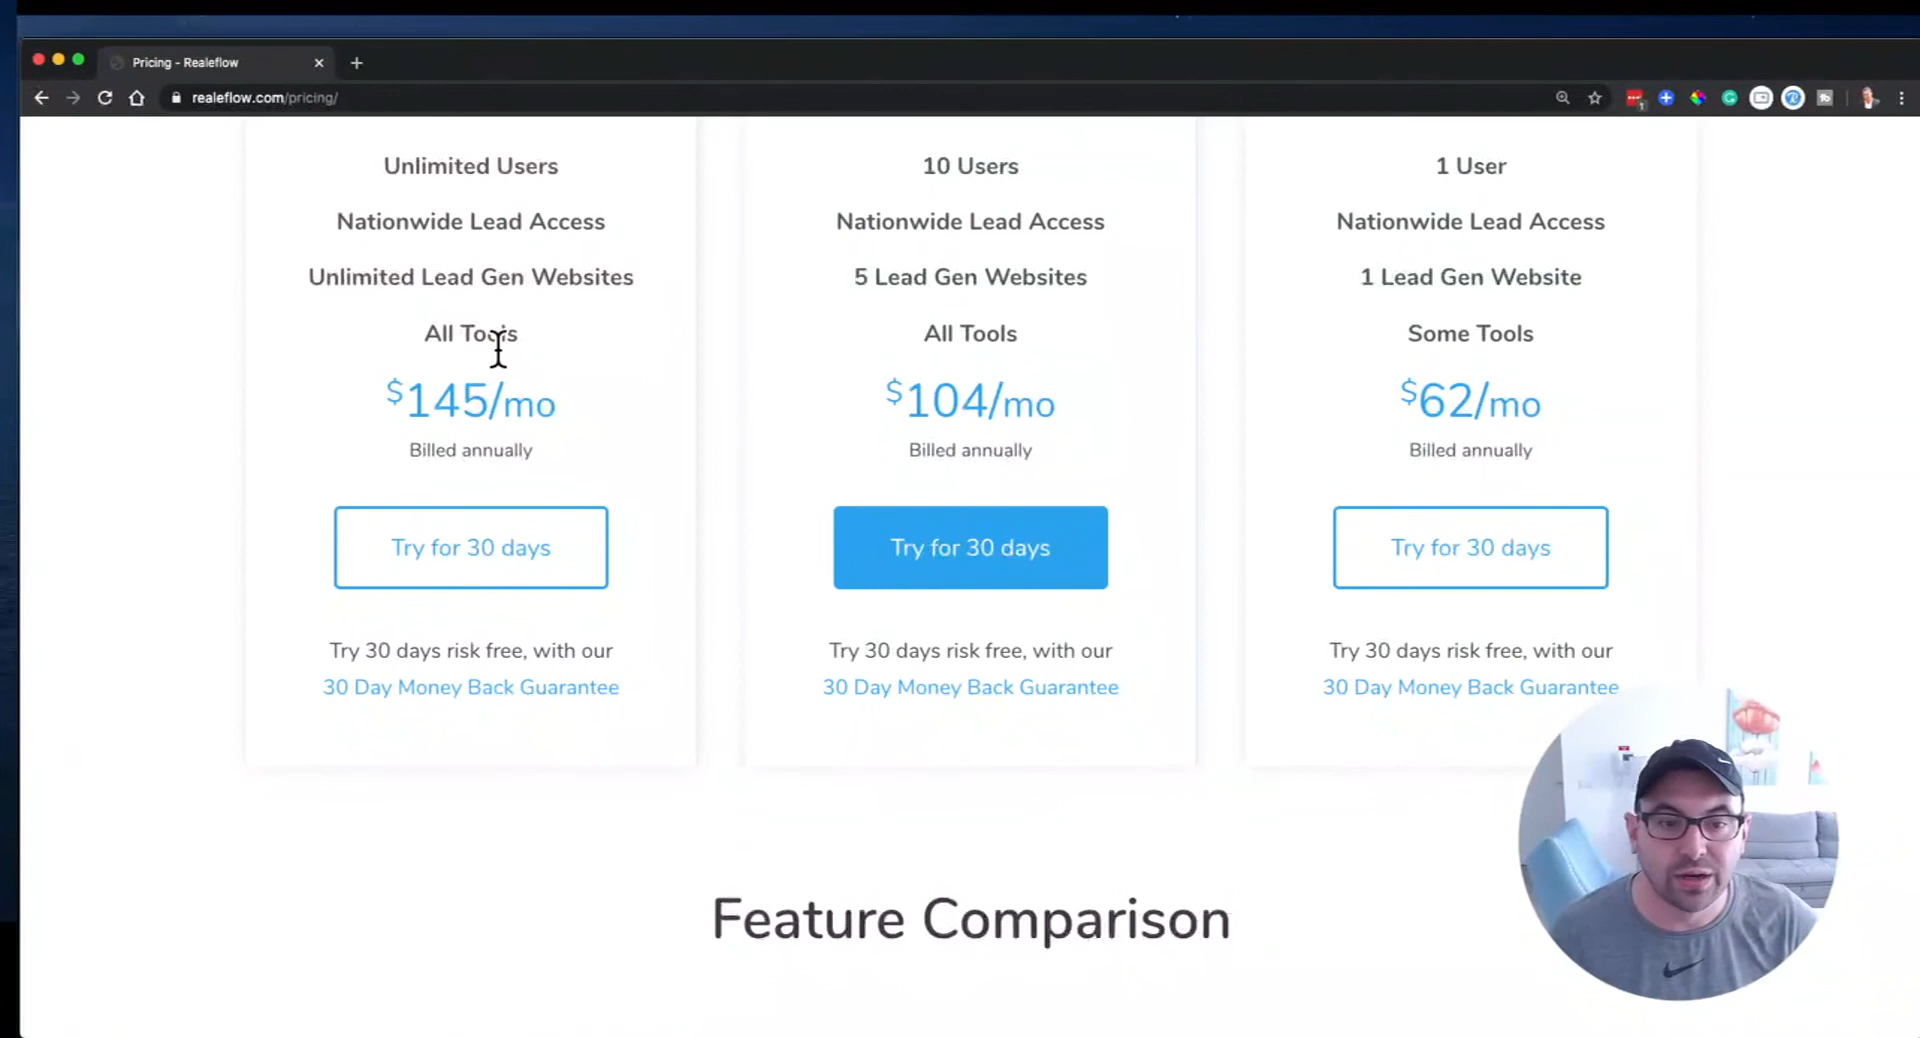 Pricing - Realeflow
realeflow.com/pricing/
Unlimited Users
Nationwide Lead Access
Unlimited Lead Gen Websites
All Tools
$145/mo
Billed annually
Try for 30 days
Try 30 days risk free, with our
30 Day Money Back Guarantee
10 Users
Nationwide Lead Access
5 Lead Gen Websites
All Tools
$104/mo
Billed annually
Try for 30 days
Try 30 days risk free, with our
30 Day Money Back Guarantee
1 User
Nationwide Lead Access
1 Lead Gen Website
Some Tools
$62/mo
Billed annually
Try for 30 days
Try 30 days risk free, with our
30 Day Money Back Guarantee
Feature Comparison